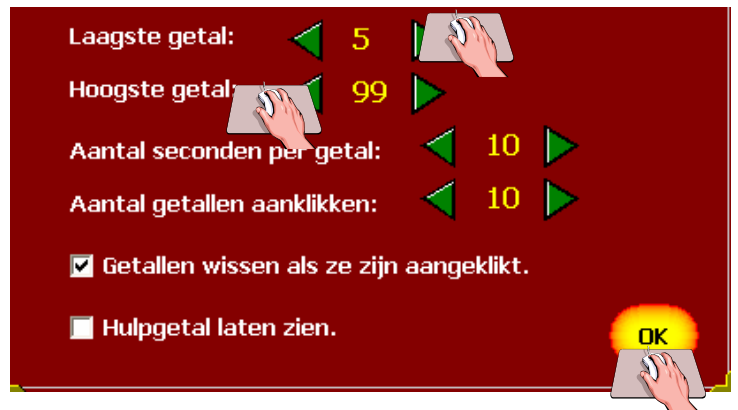 Laagste getal: 5
Hoogste getal: 99
Aantal seconden per getal: 10
Aantal getallen aanklikken: 10
Getallen wissen als ze zijn aangeklikt.
Hulpgetal laten zien.
OK